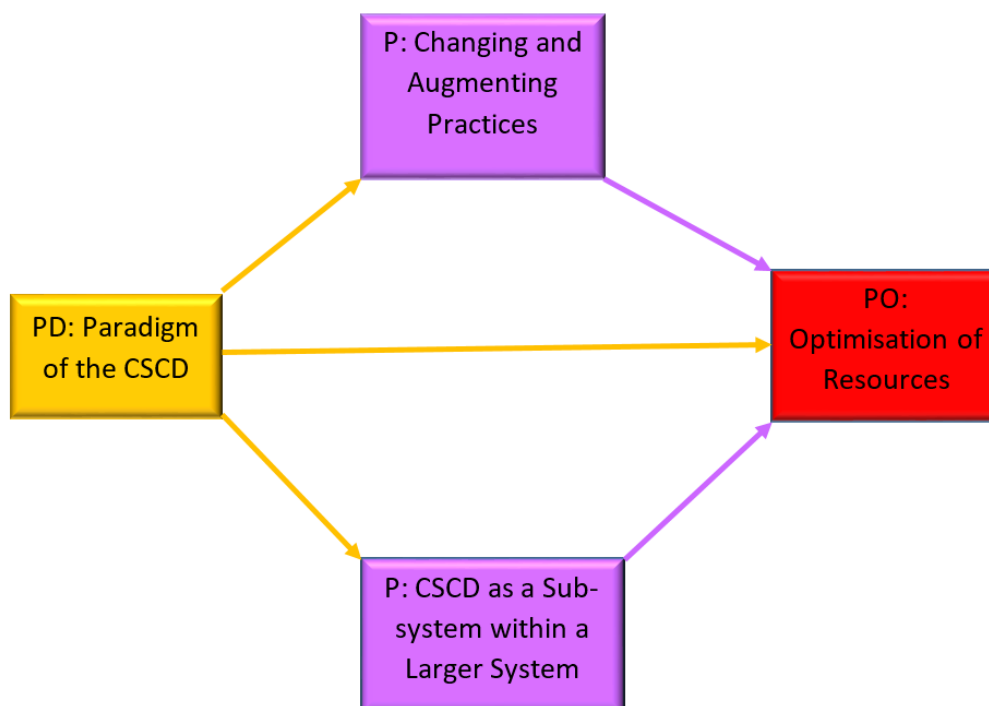 P: Changing and
Augmenting
Practices
PD: Paradigm
of the CSCD
PO:
Optimisation of
Resources
P: CSCD as a Sub-
system within a
Larger System